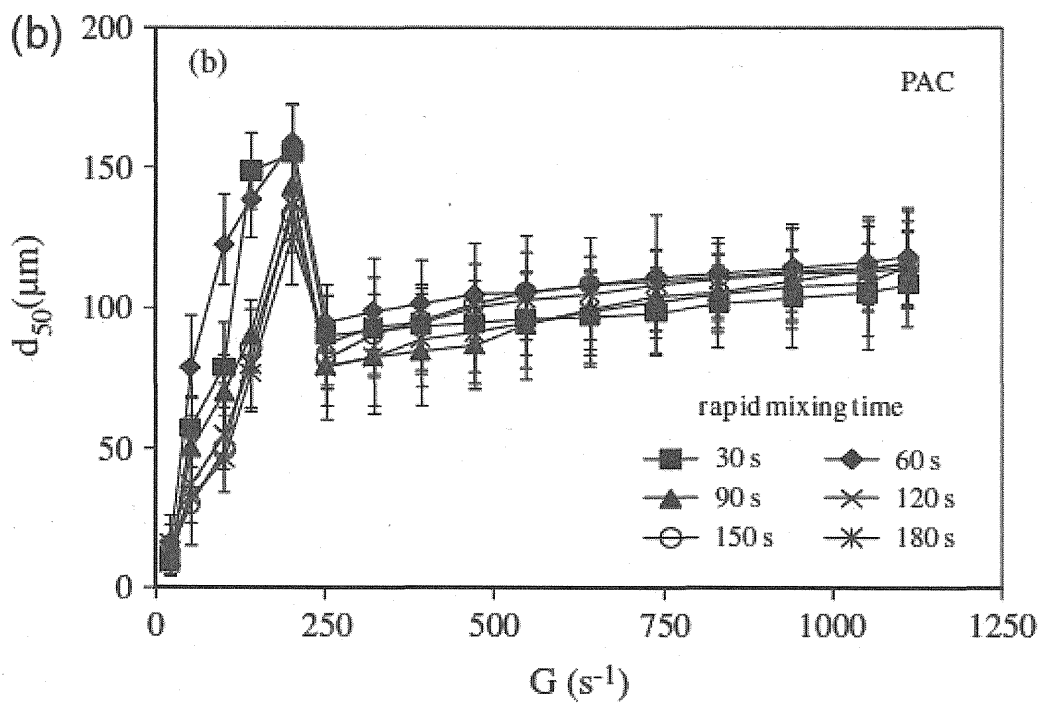 (b)
(b)
PAC
200
150
100
50
0
d50(μm)
0 250 500 750 1000 1250
G (s-1)
rapid mixing time
30 s 60 s
90 s 120 s
150 s 180 s